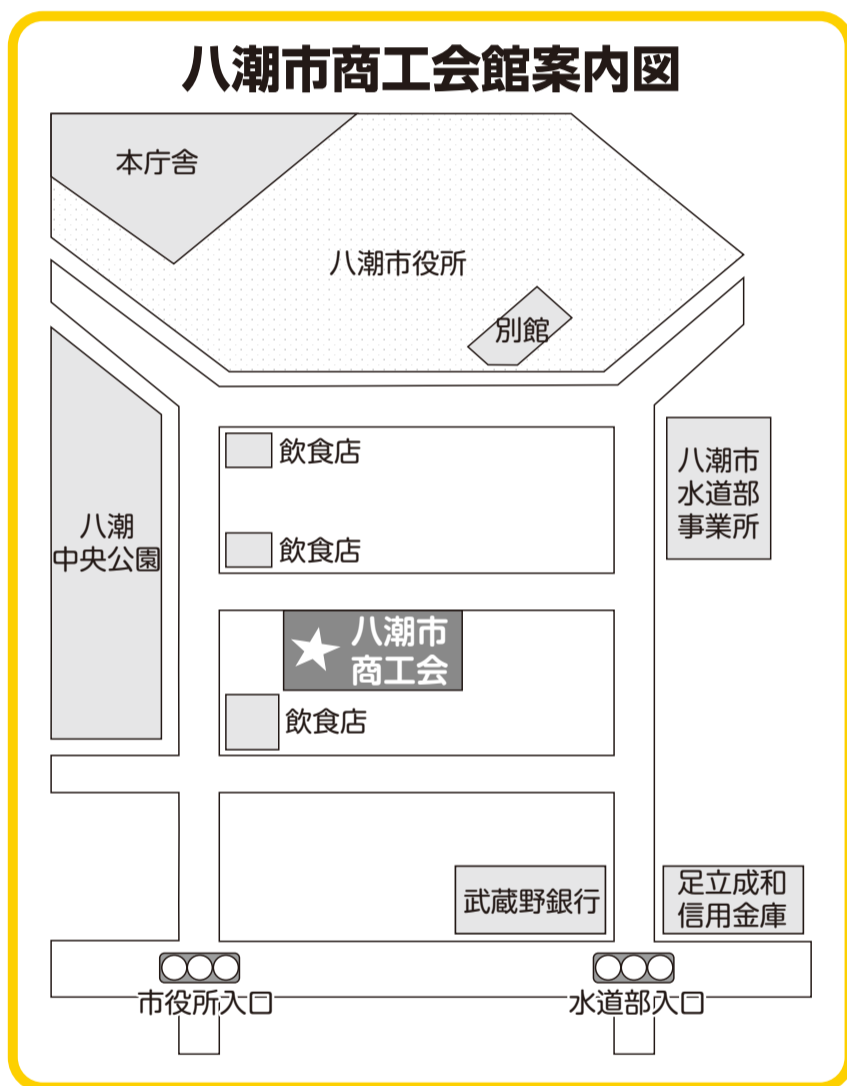 八潮市商工会館案内図
本庁舎
八潮市役所
別館
飲食店
八潮市
水道部
事業所
八潮
中央公園
飲食店
八潮市
商工会
飲食店
武蔵野銀行
足立成和
信用金庫
市役所入口
水道部入口